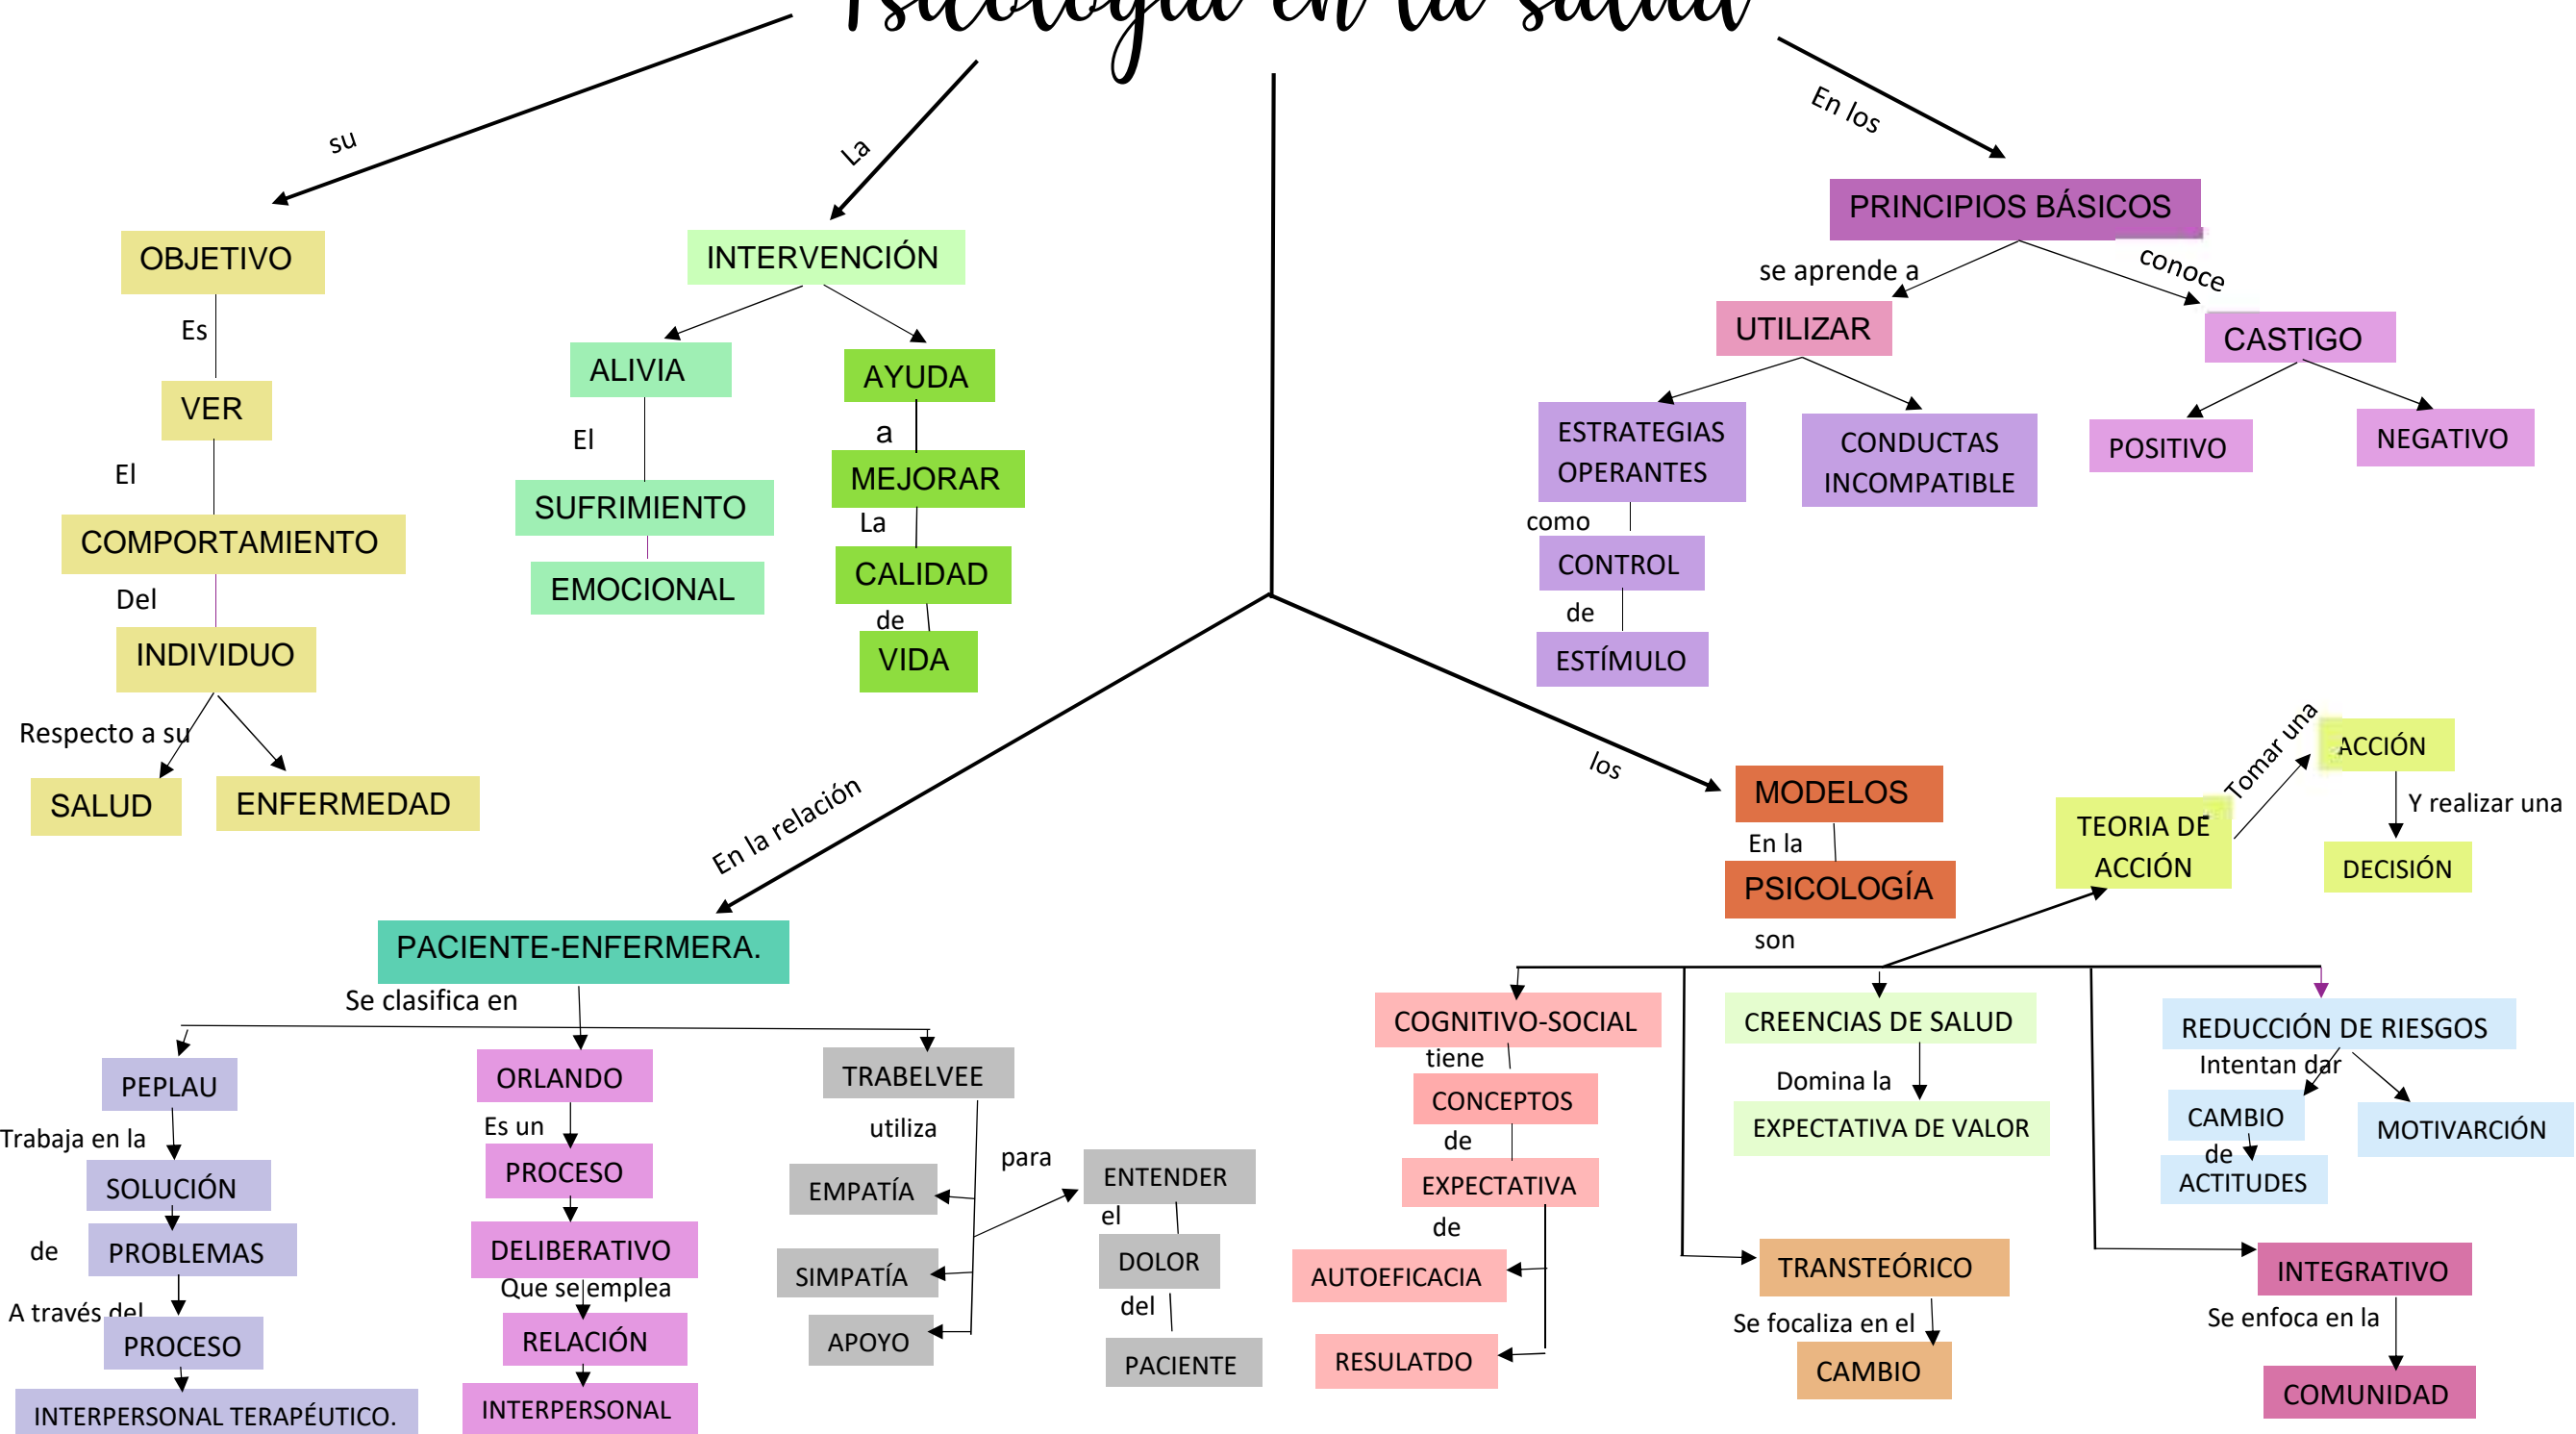 Psicología en la salud
su
La
En los
OBJETIVO
Es
VER
El
COMPORTAMIENTO
Del
INDIVIDUO
Respecto a su
SALUD
ENFERMEDAD
INTERVENCIÓN
ALIVIA
El
SUFRIMIENTO
EMOCIONAL
AYUDA
a
MEJORAR
La
CALIDAD
de
VIDA
PRINCIPIOS BÁSICOS
se aprende a
conoce
UTILIZAR
CASTIGO
ESTRATEGIAS
OPERANTES
CONDUCTAS
INCOMPATIBLE
POSITIVO
NEGATIVO
como
CONTROL
de
ESTÍMULO
En la relación
PACIENTE-ENFERMERA.
Se clasifica en
PEPLAU
Trabaja en la
SOLUCIÓN
de
PROBLEMAS
A través del
PROCESO
INTERPERSONAL TERAPÉUTICO.
ORLANDO
Es un
PROCESO
DELIBERATIVO
Que se emplea
RELACIÓN
INTERPERSONAL
TRABELVEE
utiliza
EMPATÍA
SIMPATÍA
APOYO
para
ENTENDER
el
DOLOR
del
PACIENTE
los
MODELOS
En la
PSICOLOGÍA
son
TEORIA DE
ACCIÓN
Tomar una
ACCIÓN
Y realizar una
DECISIÓN
COGNITIVO-SOCIAL
tiene
CONCEPTOS
de
EXPECTATIVA
de
AUTOEFICACIA
RESULATDO
CREENCIAS DE SALUD
Domina la
EXPECTATIVA DE VALOR
REDUCCIÓN DE RIESGOS
Intentan dar
CAMBIO
de
ACTITUDES
MOTIVARCIÓN
TRANSTEÓRICO
Se focaliza en el
CAMBIO
INTEGRATIVO
Se enfoca en la
COMUNIDAD